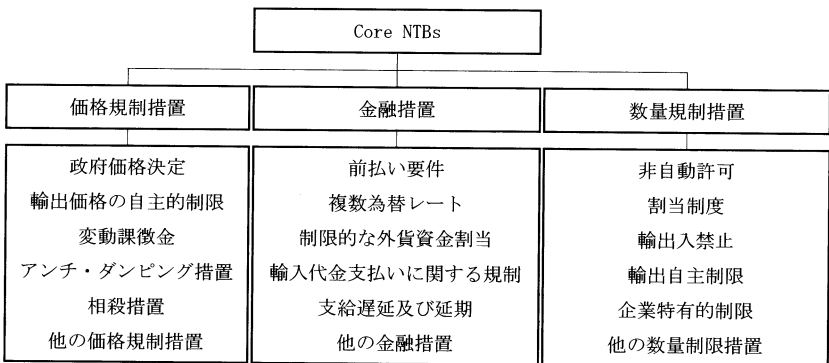 Core NTBs
価格規制措置
金融措置
数量規制措置
政府価格決定
輸出価格の自主的制限
変動課徴金
アンチ・ダンピング措置
相殺措置
他の価格規制措置
前払い要件
複数為替レート
制限的な外貨資金割当
輸入代金支払いに関する規制
支給遅延及び延期
他の金融措置
非自動許可
割当制度
輸出入禁止
輸出自主制限
企業特有的制限
他の数量制限措置